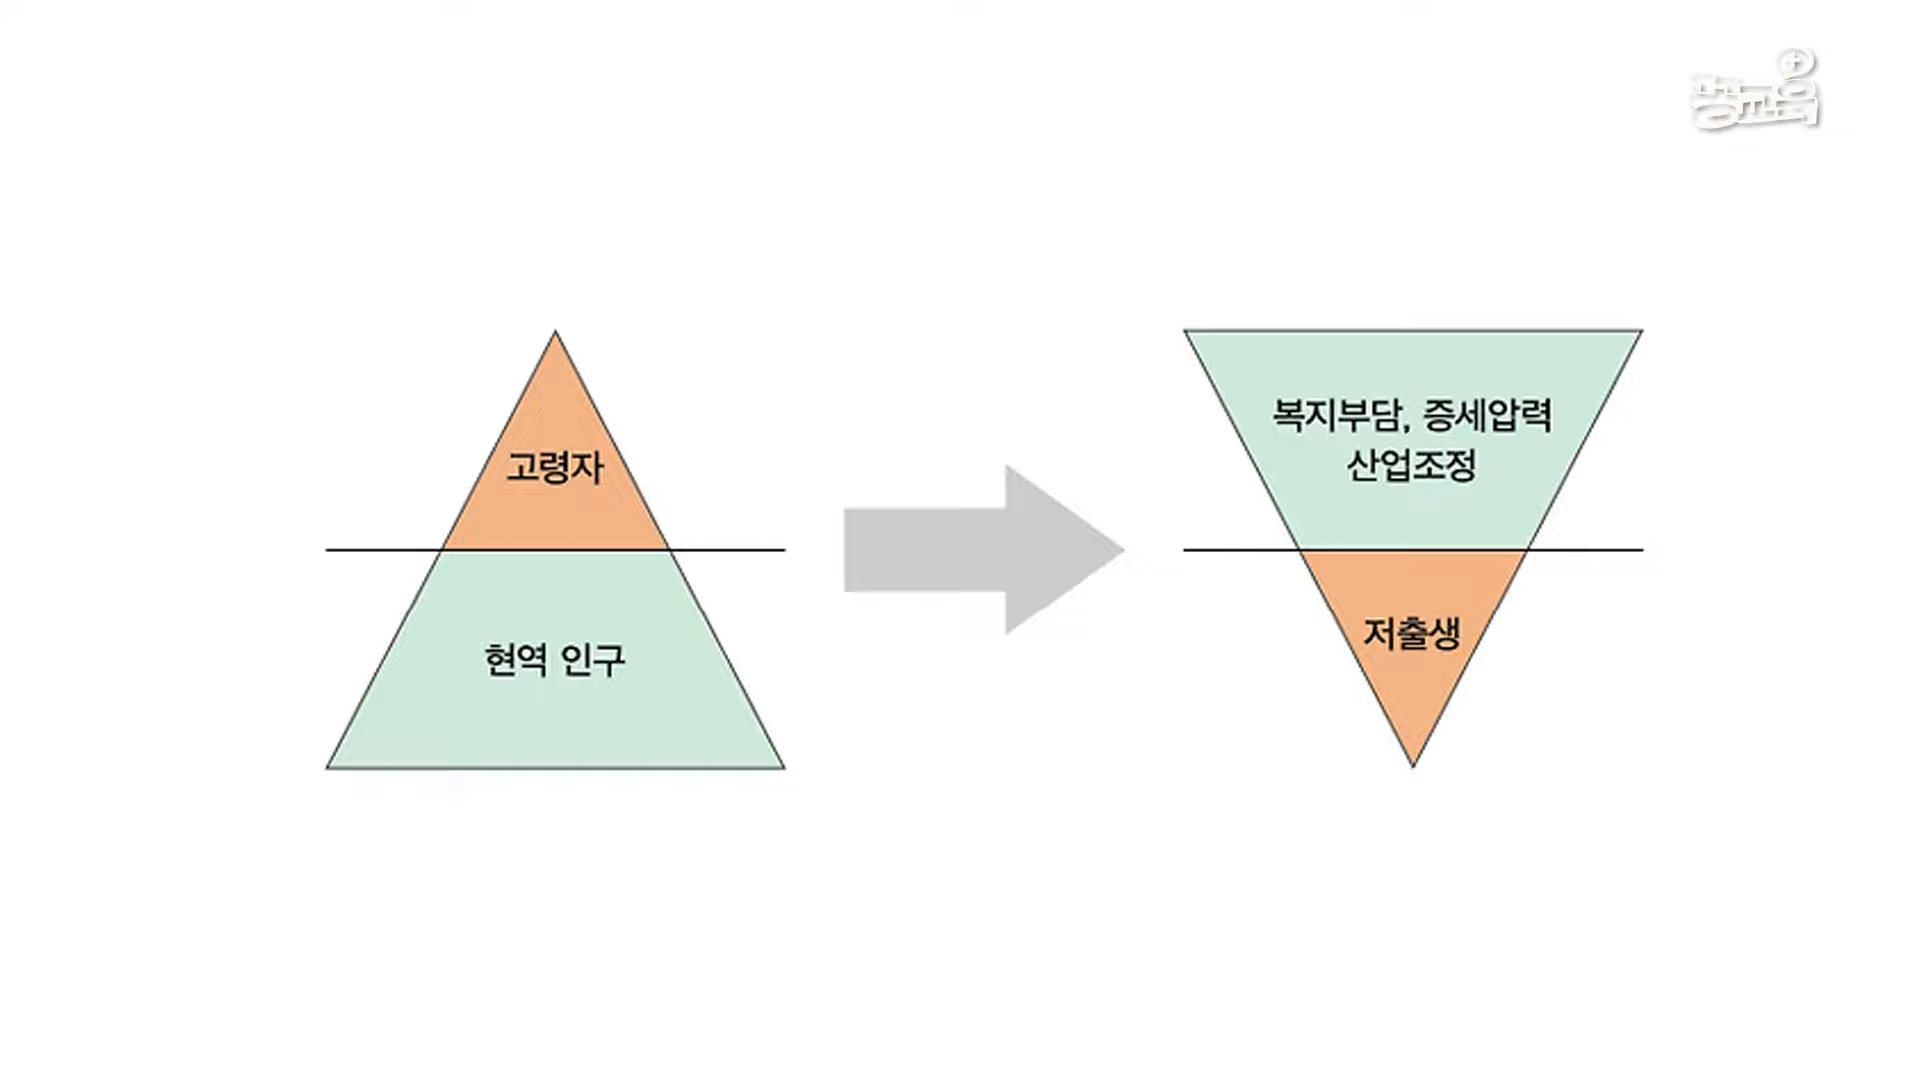 고령자
현역 인구
복지부담, 증세압력
산업조정
저출생